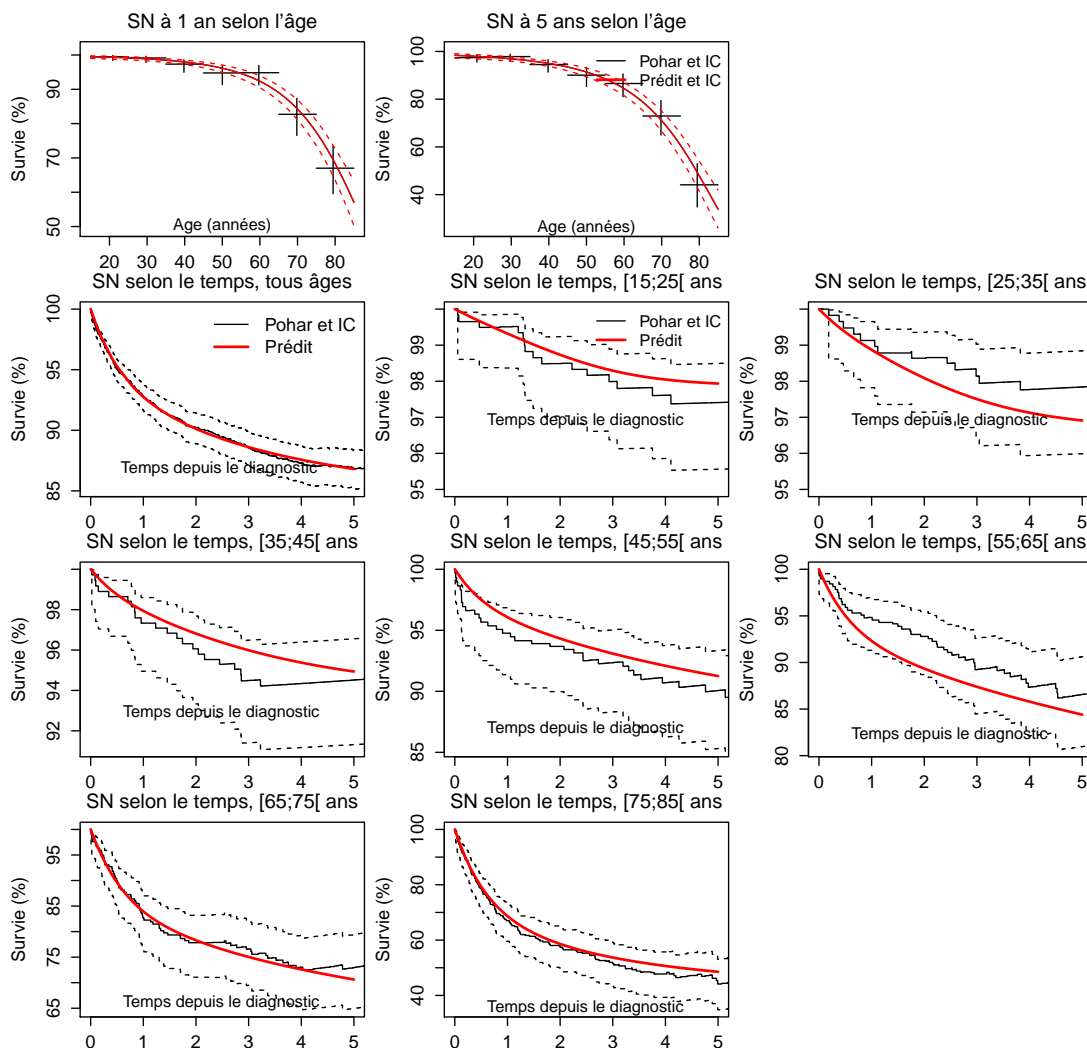 SN à 1 an selon l'âge
Survie (%)
50
70
90
Age (années)
20 30 40 50 60 70 80
SN à 5 ans selon l'âge
Survie (%)
40
60
80
100
Pohar et IC
Prédit et IC
Age (années)
20 30 40 50 60 70 80
SN selon le temps, tous âges
Survie (%)
85
90
95
100
Pohar et IC
Prédit
Temps depuis le diagnostic
0 1 2 3 4 5
SN selon le temps, [15;25[ ans
Survie (%)
95
96
97
98
99
Pohar et IC
Prédit
Temps depuis le diagnostic
0 1 2 3 4 5
SN selon le temps, [25;35[ ans
Survie (%)
95
96
97
98
99
Temps depuis le diagnostic
0 1 2 3 4 5
SN selon le temps, [35;45[ ans
Survie (%)
92
94
96
98
Temps depuis le diagnostic
0 1 2 3 4 5
SN selon le temps, [45;55[ ans
Survie (%)
85
90
95
100
Temps depuis le diagnostic
0 1 2 3 4 5
SN selon le temps, [55;65[ ans
Survie (%)
80
85
90
95
100
Temps depuis le diagnostic
0 1 2 3 4 5
SN selon le temps, [65;75[ ans
Survie (%)
65
75
85
95
Temps depuis le diagnostic
0 1 2 3 4 5
SN selon le temps, [75;85[ ans
Survie (%)
40
60
80
100
Temps depuis le diagnostic
0 1 2 3 4 5